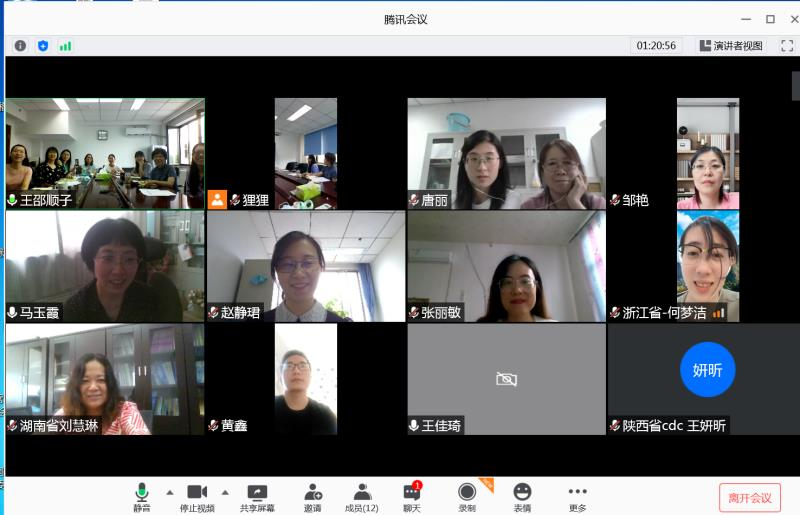 腾讯会议
01:20:56
演讲者视图
王邵顺子
狸狸
唐丽
邹艳
马玉霞
赵静珺
张丽敏
浙江省-何梦洁
湖南省刘慧琳
黄鑫
王佳琦
妍昕
陕西省cdc 王妍昕
静音
停止视频
共享屏幕
邀请
成员(12)
1
聊天
录制
表情
更多
离开会议